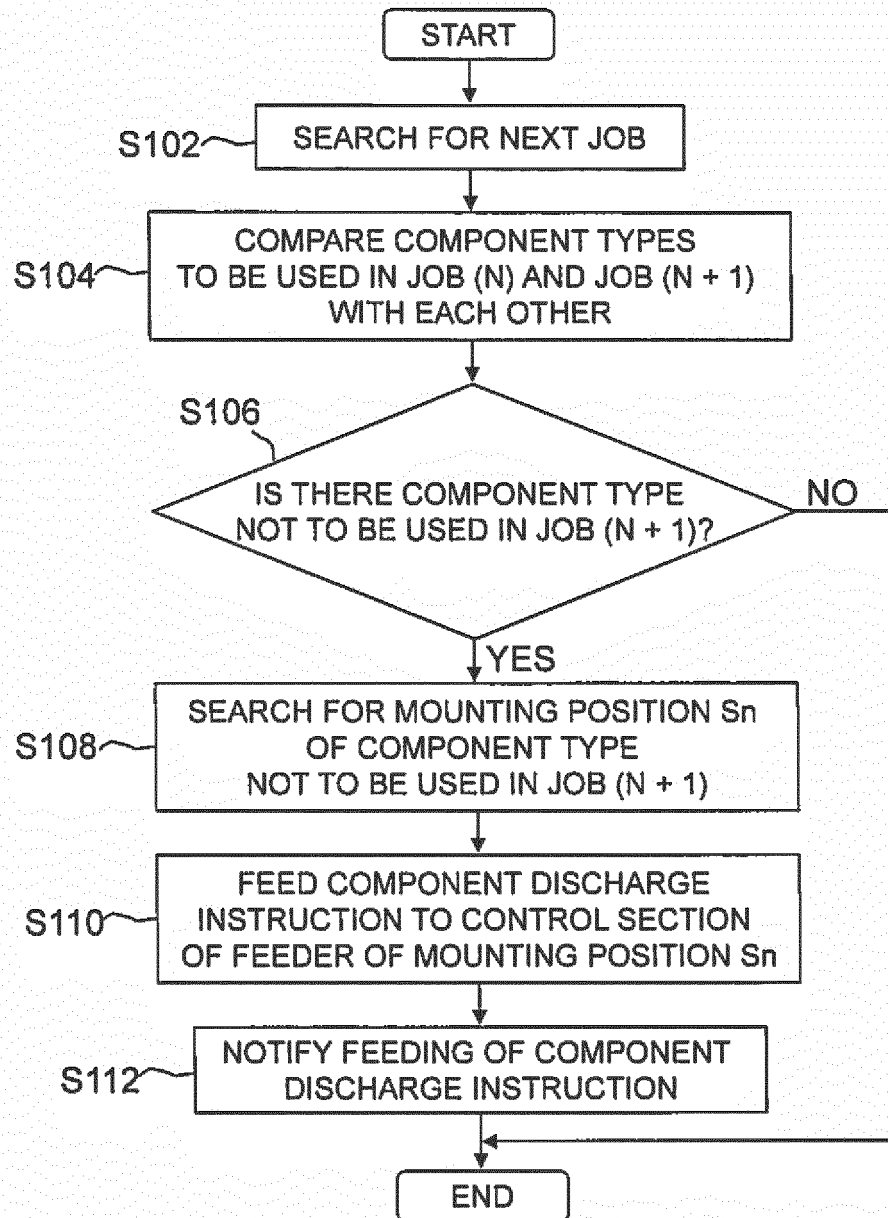 START
S102
SEARCH FOR NEXT JOB
S104
COMPARE COMPONENT TYPES
TO BE USED IN JOB (N) AND JOB (N + 1)
WITH EACH OTHER
S106
IS THERE COMPONENT TYPE
NOT TO BE USED IN JOB (N + 1)?
NO
YES
S108
SEARCH FOR MOUNTING POSITION Sn
OF COMPONENT TYPE
NOT TO BE USED IN JOB (N + 1)
S110
FEED COMPONENT DISCHARGE
INSTRUCTION TO CONTROL SECTION
OF FEEDER OF MOUNTING POSITION Sn
S112
NOTIFY FEEDING OF COMPONENT
DISCHARGE INSTRUCTION
END